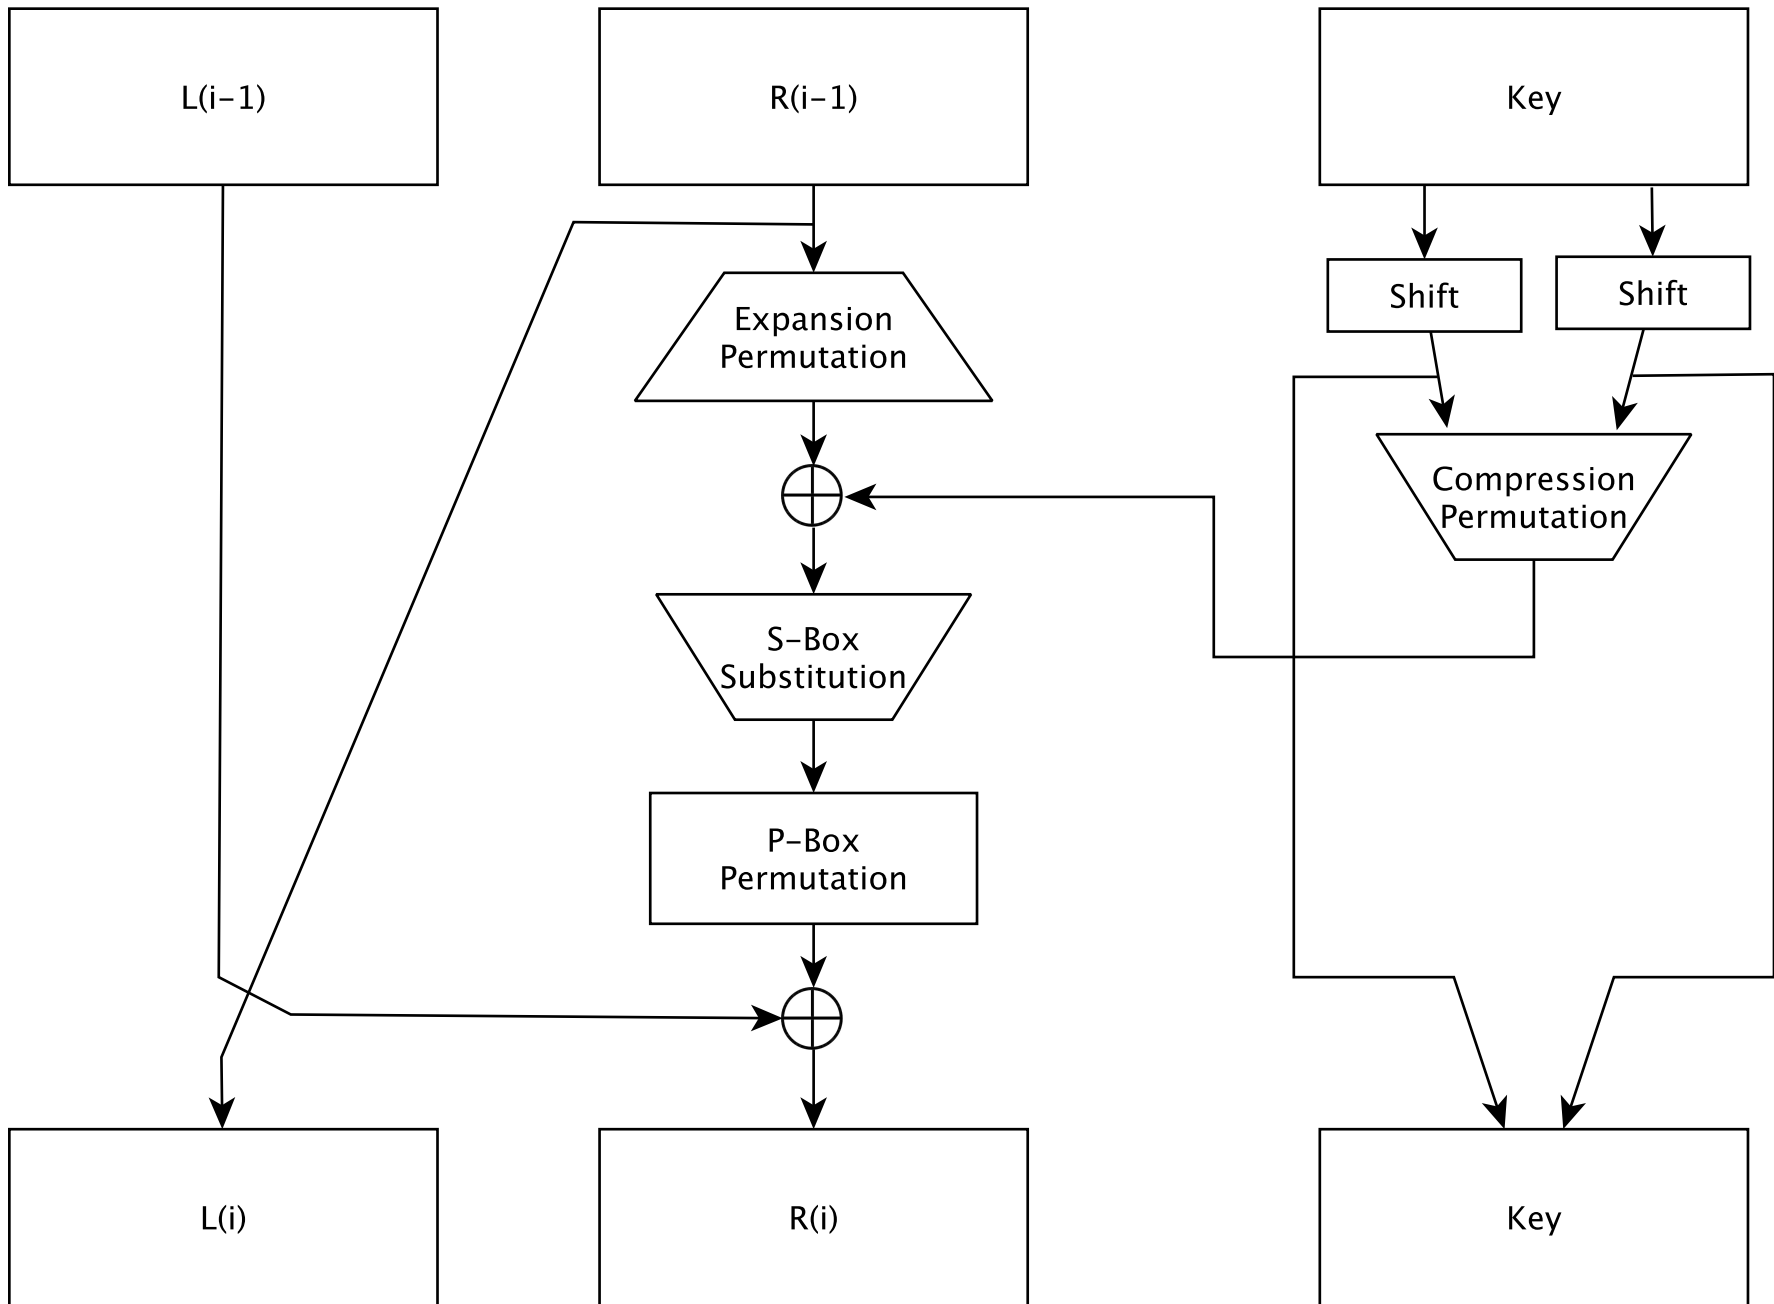 L(i-1)
R(i-1)
Key
Shift
Shift
Expansion
Permutation
Compression
Permutation
S-Box
Substitution
P-Box
Permutation
L(i)
R(i)
Key